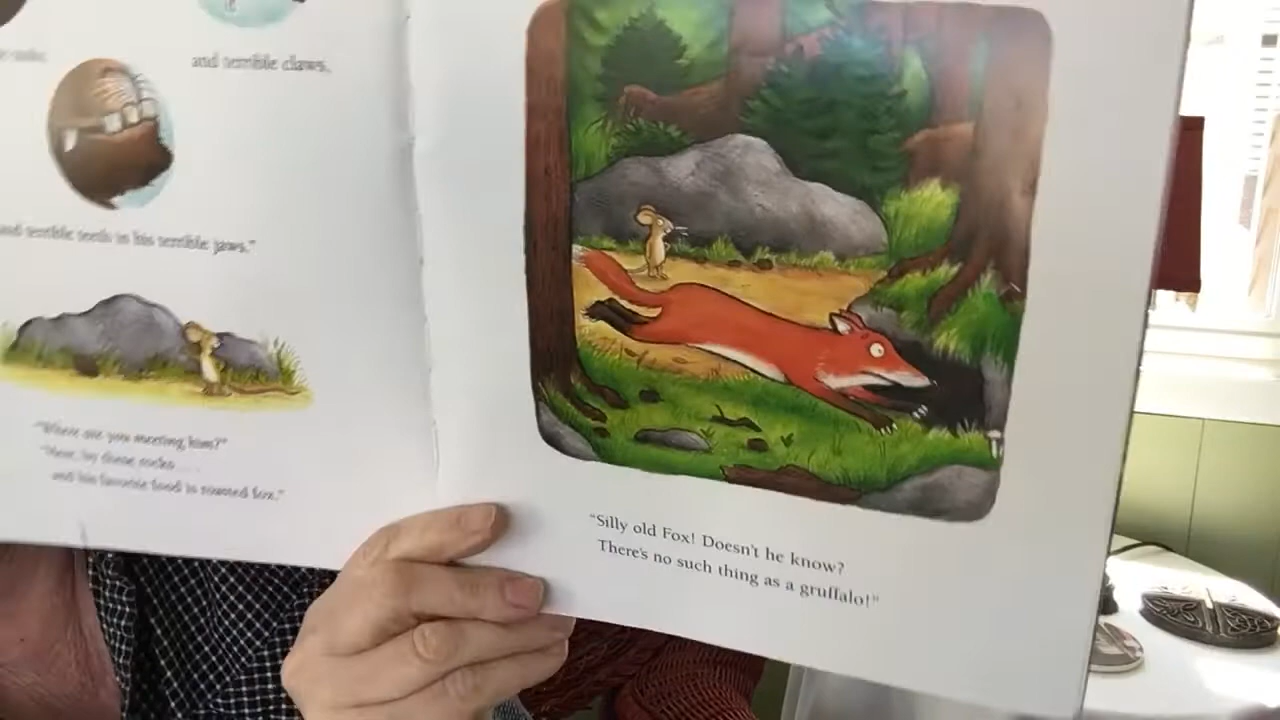 and terrible claws,
and terrible teeth in his terrible jaws."
"Where are you meeting him?"
"Here, by these rocks . . .
and his favorite food is roasted fox."
"Silly old Fox! Doesn't he know?
There's no such thing as a gruffalo!"